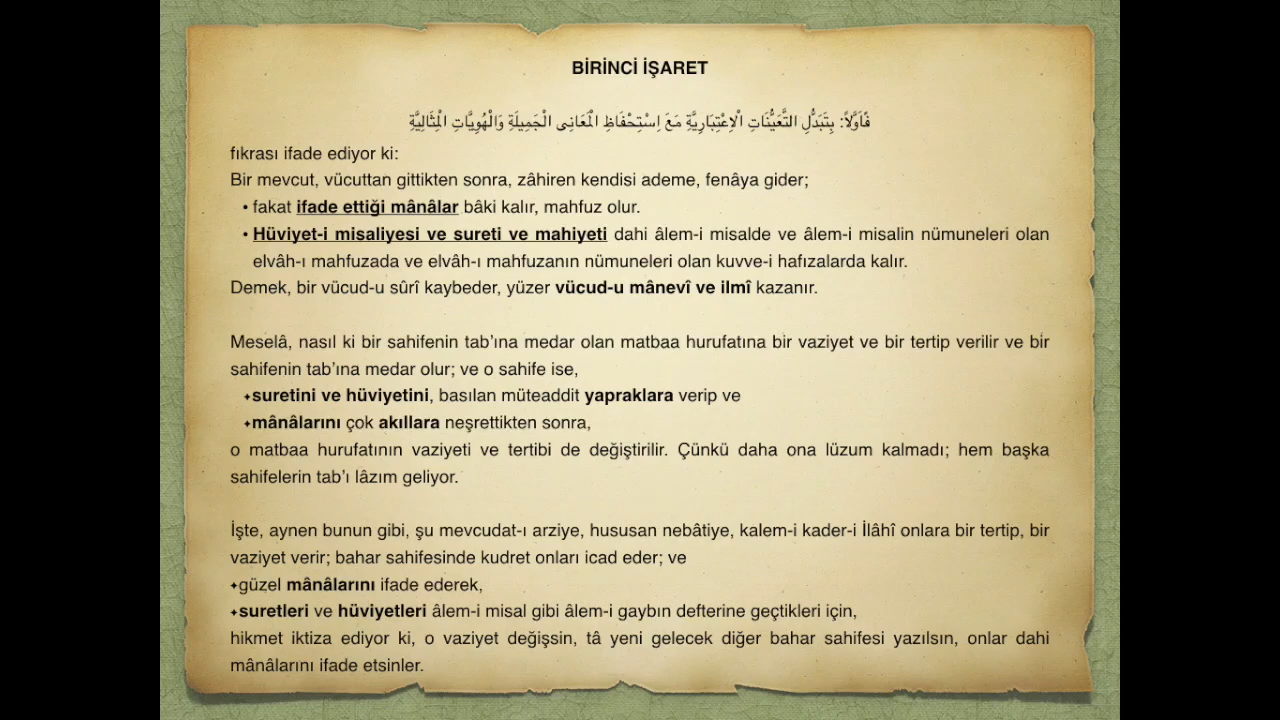 BİRİNCİ İŞARET
فَاَوَّلاً: بِتَبَدُّلِ التَّعَيُّنَاتِ الْاِعْتِبَارِيَّةِ مَعَ اِسْتِحْفَاظِ الْمَعَانِى الْجَمِيلَةِ وَالْهُوِيَّاتِ الْمِثَالِيَّةِ
fıkrası ifade ediyor ki:
Bir mevcut, vücuttan gittikten sonra, zâhiren kendisi ademe, fenâya gider;
• fakat ifade ettiği mânâlar bâki kalır, mahfuz olur.
• Hüviyet-i misaliyesi ve sureti ve mahiyeti dahi âlem-i misalde ve âlem-i misalin nümuneleri olan
elvâh-ı mahfuzada ve elvâh-ı mahfuzanın nümuneleri olan kuvve-i hafızalarda kalır.
Demek, bir vücud-u sûrî kaybeder, yüzer vücud-u mânevî ve ilmî kazanır.
Meselâ, nasıl ki bir sahifenin tab’ına medar olan matbaa hurufatına bir vaziyet ve bir tertip verilir ve bir
sahifenin tab’ına medar olur; ve o sahife ise,
✦suretini ve hüviyetini, basılan müteaddit yapraklara verip ve
✦mânâlarını çok akıllara neşrettikten sonra,
o matbaa hurufatının vaziyeti ve tertibi de değiştirilir. Çünkü daha ona lüzum kalmadı; hem başka
sahifelerin tab’ı lâzım geliyor.
İşte, aynen bunun gibi, şu mevcudat-ı arziye, hususan nebâtiye, kalem-i kader-i İlâhî onlara bir tertip, bir
vaziyet verir; bahar sahifesinde kudret onları icad eder; ve
✦güzel mânâlarını ifade ederek,
✦suretleri ve hüviyetleri âlem-i misal gibi âlem-i gaybın defterine geçtikleri için,
hikmet iktiza ediyor ki, o vaziyet değişsin, tâ yeni gelecek diğer bahar sahifesi yazılsın, onlar dahi
mânâlarını ifade etsinler.